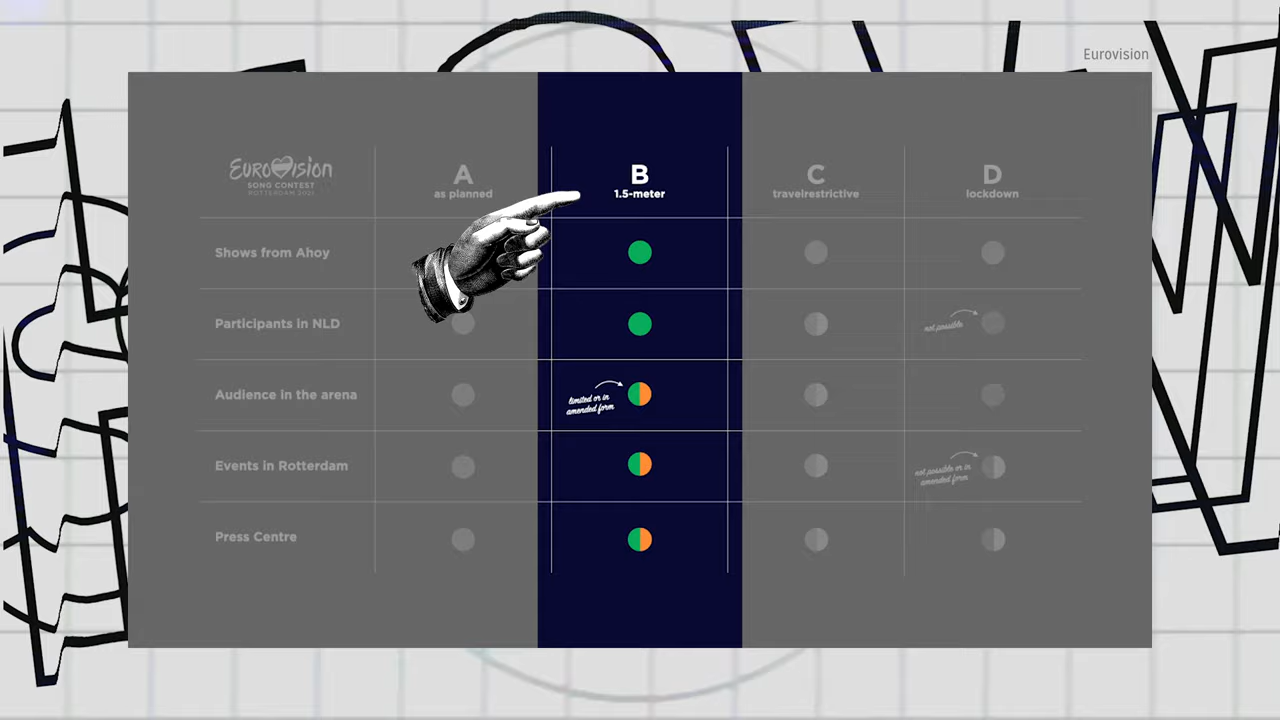 Eurovision
EUROVISION
SONG CONTEST
ROTTERDAM 2021
A
as planned
B
1.5-meter
C
travelrestrictive
D
lockdown
Shows from Ahoy
Participants in NLD
not possible
Audience in the arena
limited or in
amended form
Events in Rotterdam
not possible or in
amended form
Press Centre